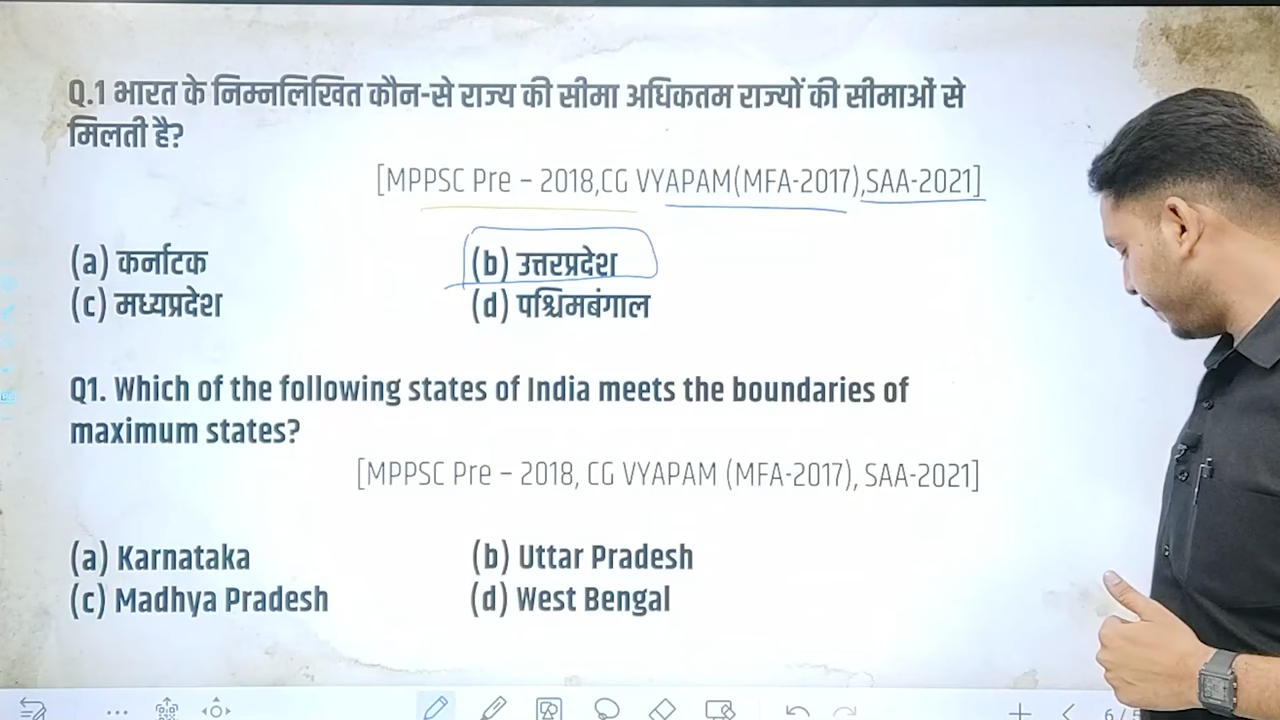 Q.1 भारत के निम्नलिखित कौन-से राज्य की सीमा अधिकतम राज्यों की सीमाओं से
मिलती है?
[MPPSC Pre – 2018,CG VYAPAM(MFA-2017),SAA-2021]
(a) कर्नाटक (b) उत्तरप्रदेश
(c) मध्यप्रदेश (d) पश्चिमबंगाल
Q1. Which of the following states of India meets the boundaries of
maximum states?
[MPPSC Pre – 2018, CG VYAPAM (MFA-2017), SAA-2021]
(a) Karnataka (b) Uttar Pradesh
(c) Madhya Pradesh (d) West Bengal